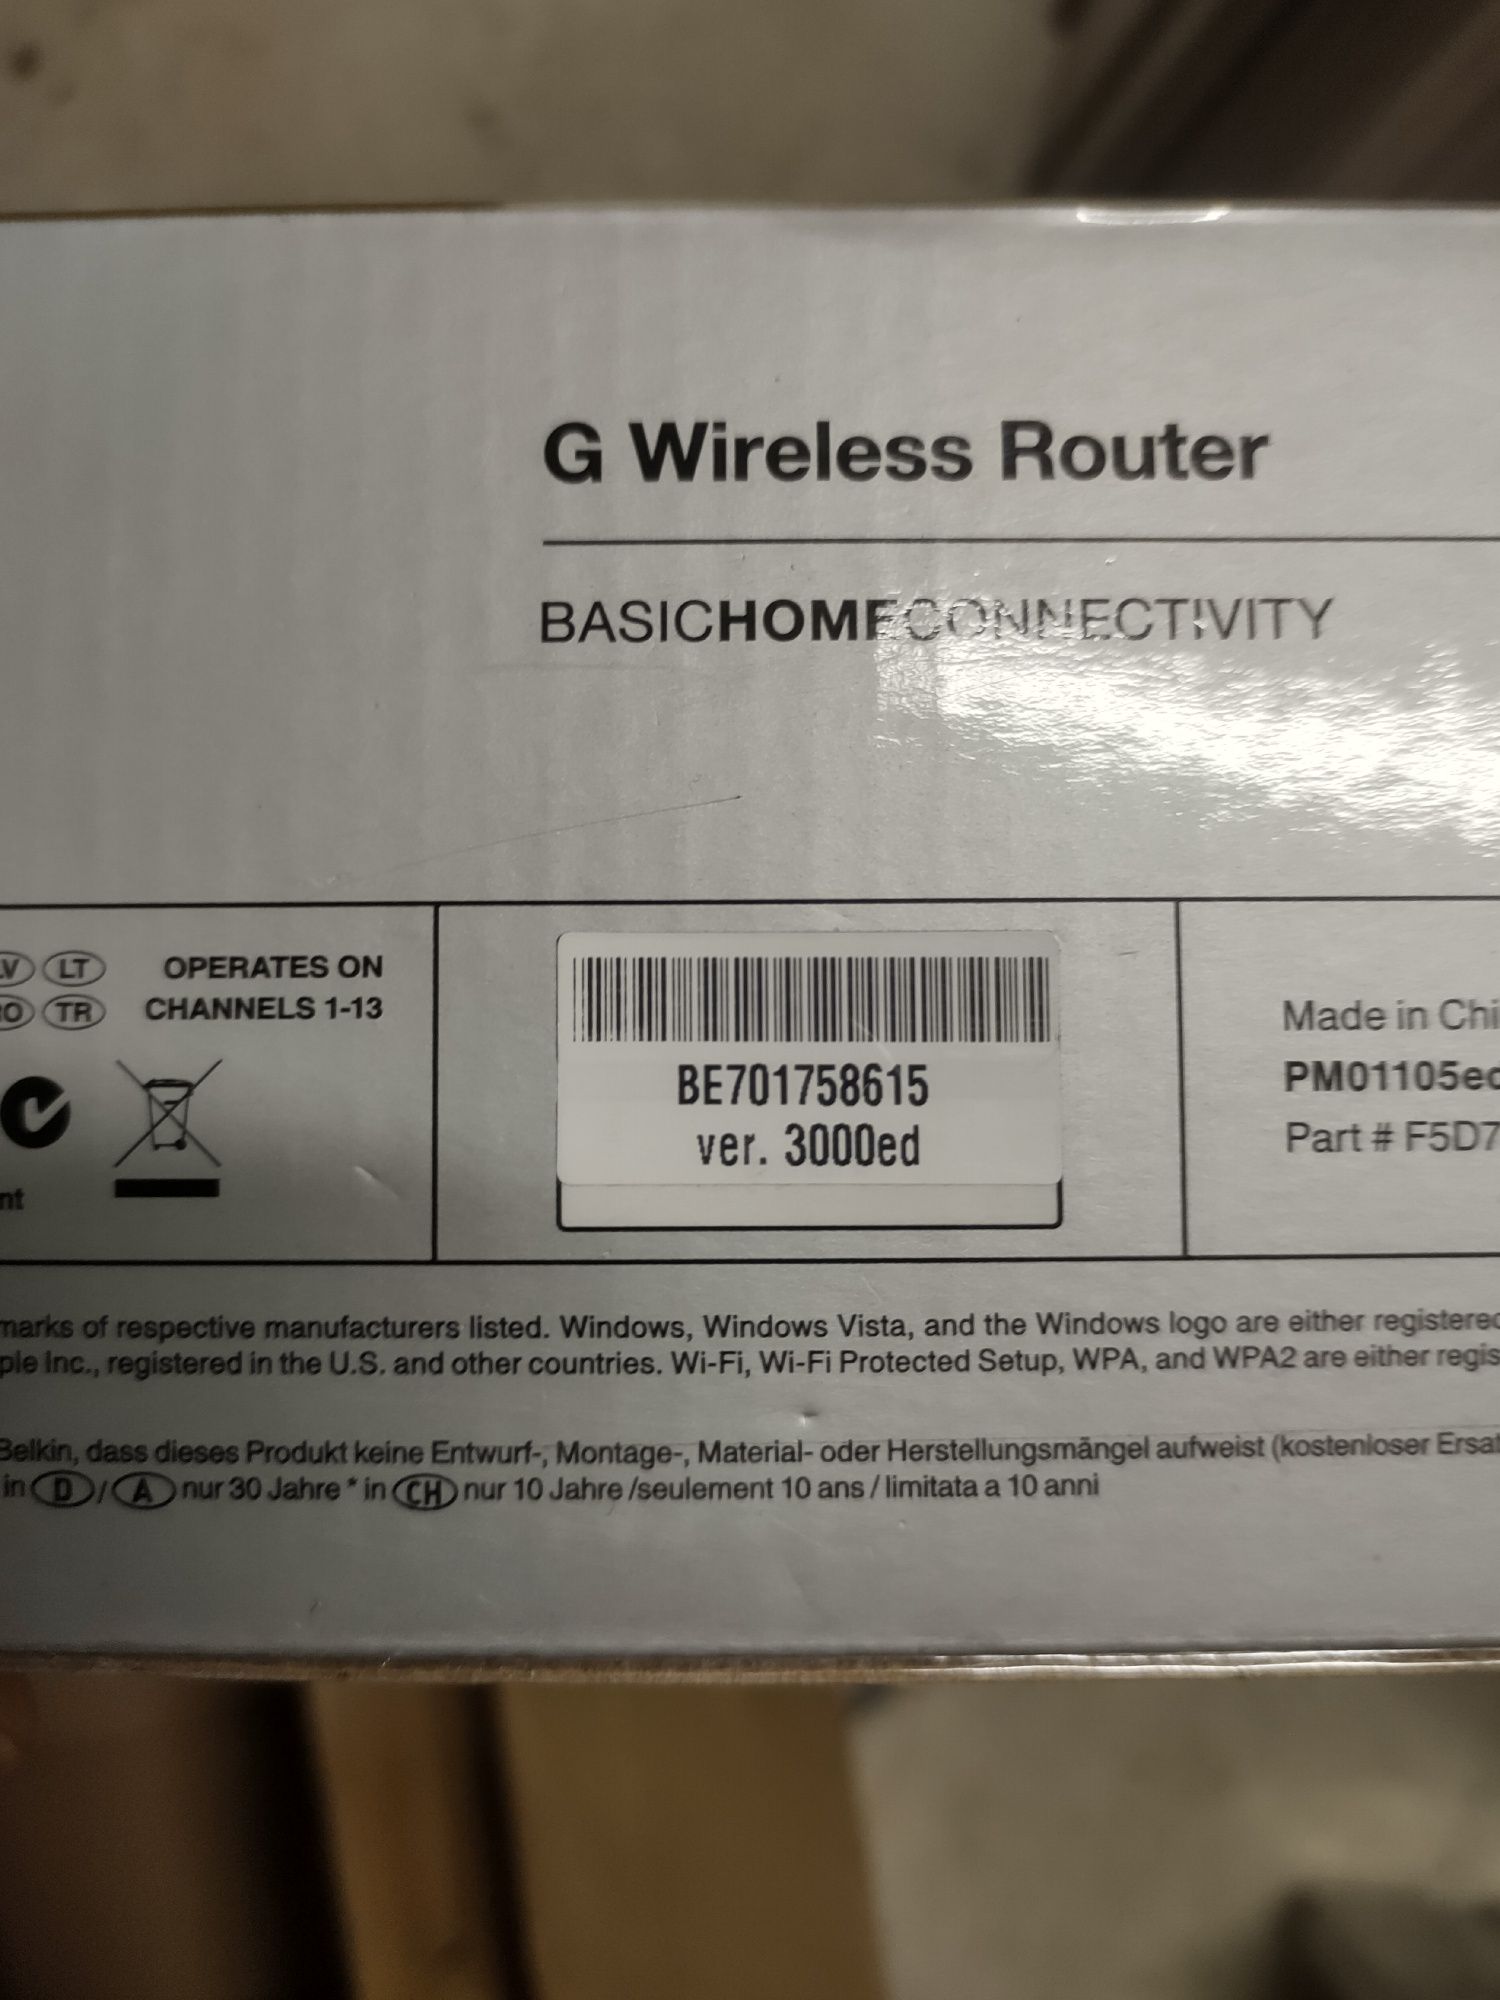 G Wireless Router
BASICHOMECONNECTIVITY
LT OPERATES ON
TR CHANNELS 1-13
BE701758615
ver. 3000ed
Made in Chi
PM01105ed
Part # F5D7
nt
marks of respective manufacturers listed. Windows, Windows Vista, and the Windows logo are either registered
ple Inc., registered in the U.S. and other countries. Wi-Fi, Wi-Fi Protected Setup, WPA, and WPA2 are either regis
Belkin, dass dieses Produkt keine Entwurf-, Montage-, Material- oder Herstellungsmängel aufweist (kostenloser Ersat
in D / A nur 30 Jahre * in CH nur 10 Jahre /seulement 10 ans / limitata a 10 anni